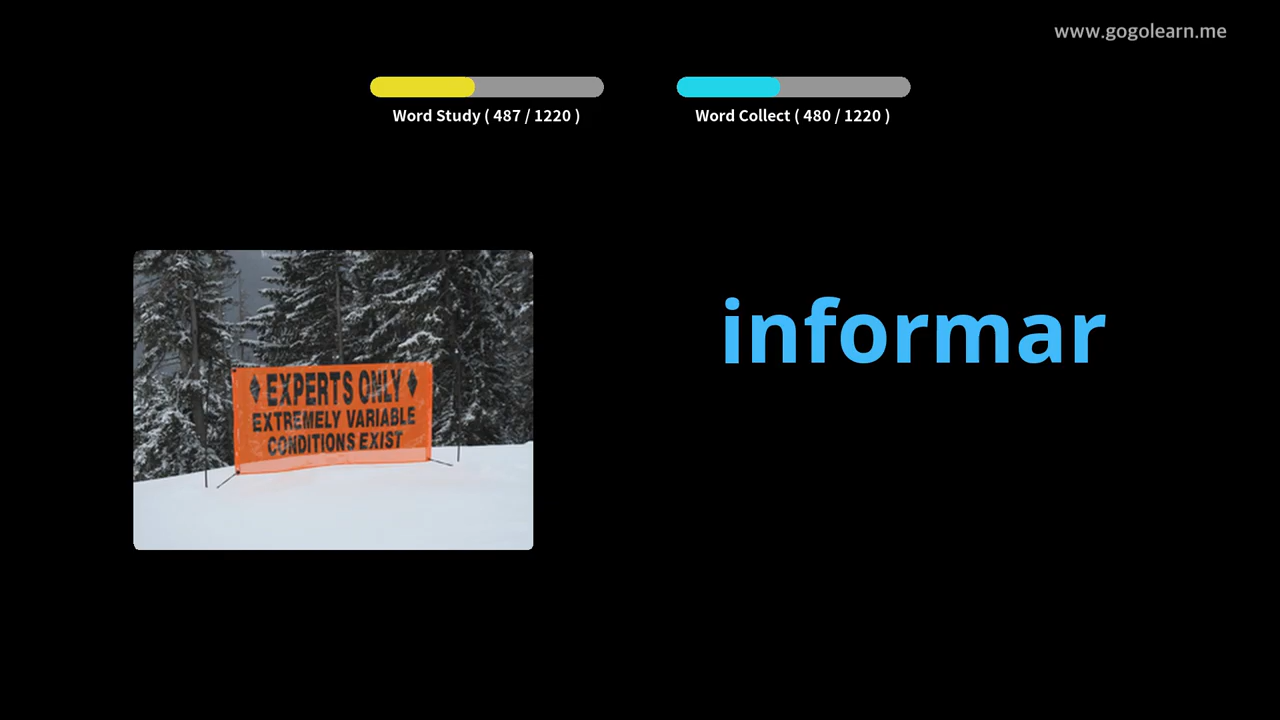 www.gogolearn.me
Word Study ( 487 / 1220 )
Word Collect ( 480 / 1220 )
informar
EXPERTS ONLY
EXTREMELY VARIABLE
CONDITIONS EXIST